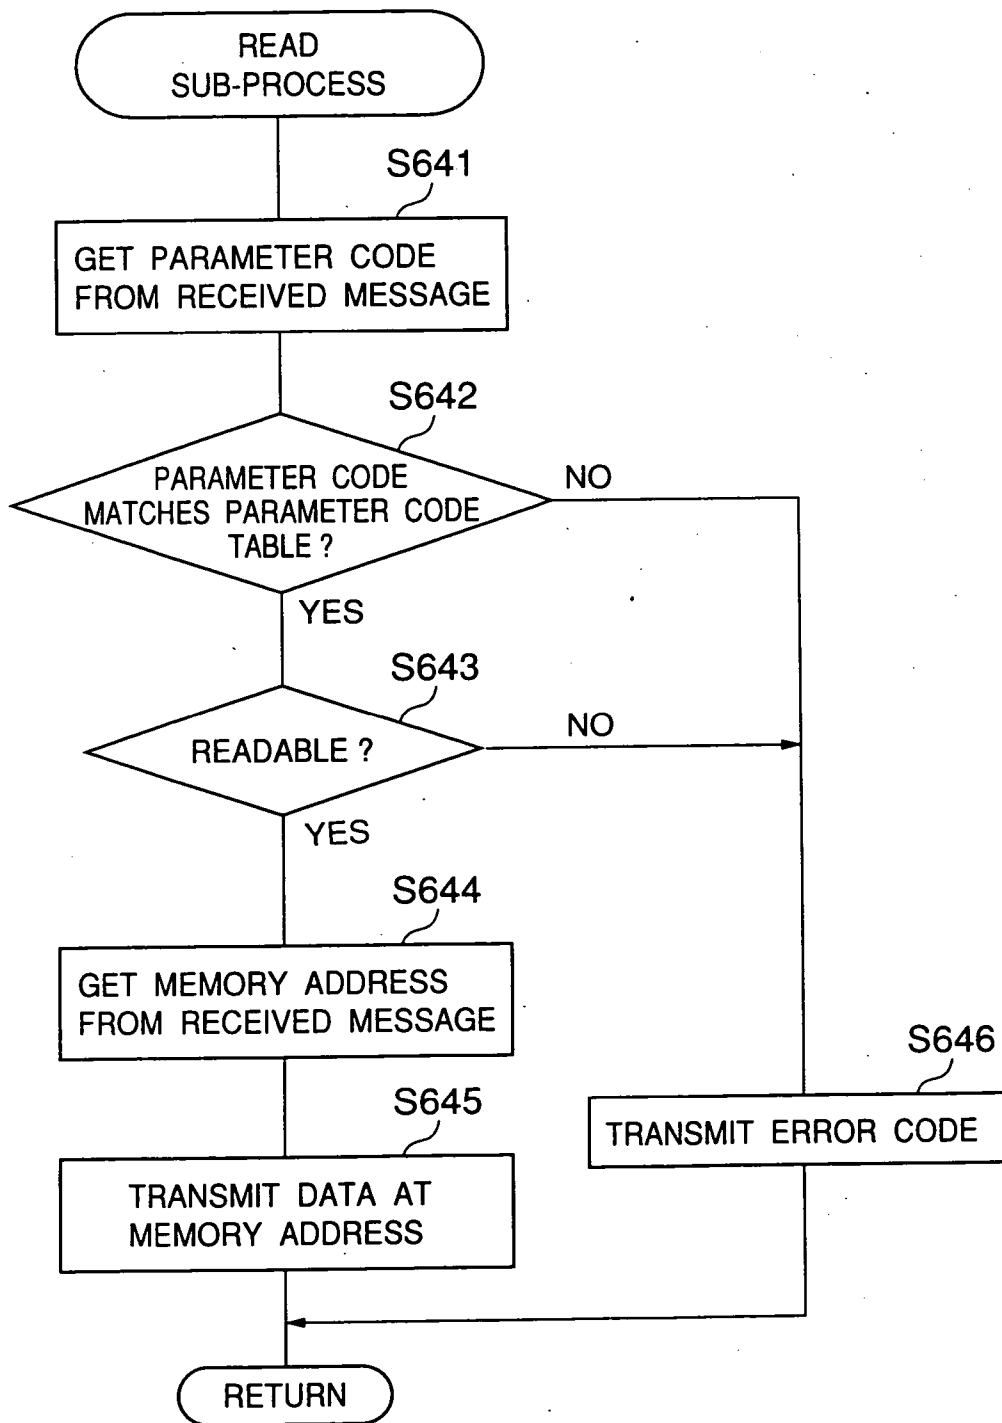 READ
SUB-PROCESS
S641
GET PARAMETER CODE
FROM RECEIVED MESSAGE
S642
PARAMETER CODE
MATCHES PARAMETER CODE
TABLE ?
NO
YES
S643
READABLE ?
NO
YES
S644
GET MEMORY ADDRESS
FROM RECEIVED MESSAGE
S645
TRANSMIT DATA AT
MEMORY ADDRESS
S646
TRANSMIT ERROR CODE
RETURN